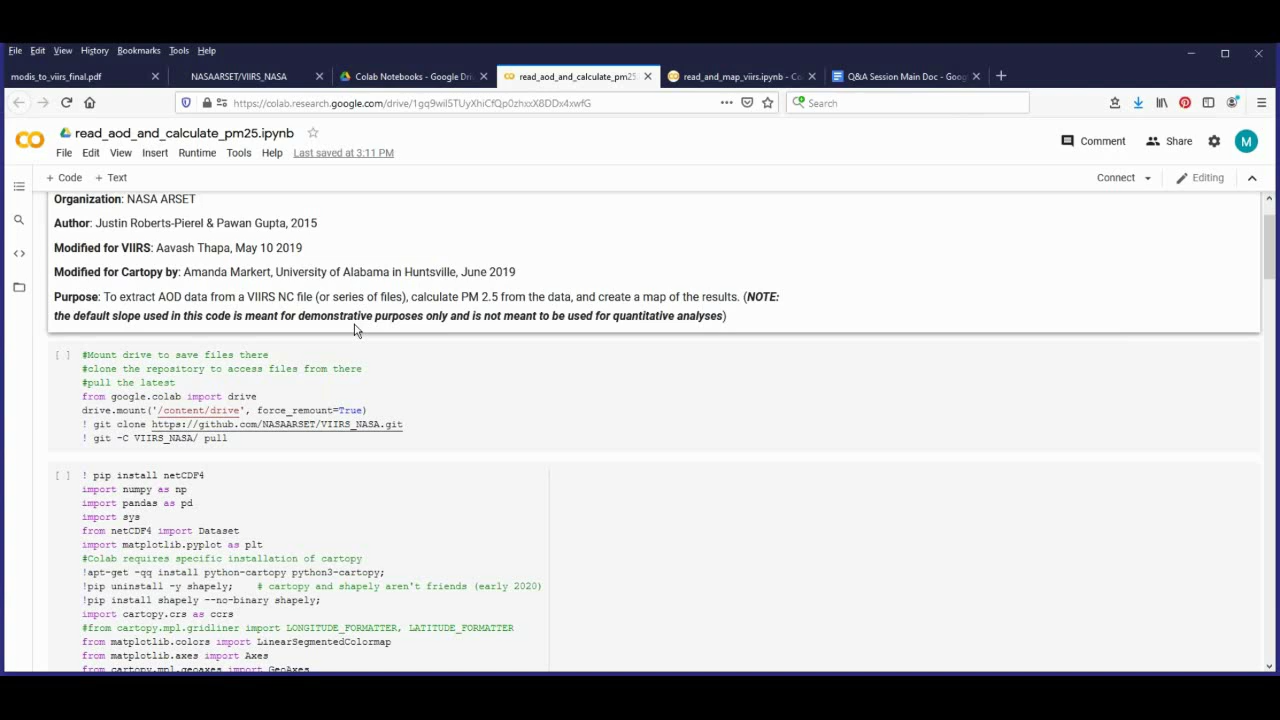 File Edit View History Bookmarks Tools Help
modis_to_viirs_final.pdf NASAARSET/VIIRS_NASA Colab Notebooks - Google Dri read_aod_and_calculate_pm25. read_and_map_viirs.ipynb - Co Q&A Session Main Doc - Goog
Search
read_aod_and_calculate_pm25.ipynb
Comment Share M
File Edit View Insert Runtime Tools Help Last saved at 3:11 PM
+ Code + Text Connect Editing
Organization: NASA ARSET
Author: Justin Roberts-Pierel & Pawan Gupta, 2015
Modified for VIIRS: Aavash Thapa, May 10 2019
Modified for Cartopy by: Amanda Markert, University of Alabama in Huntsville, June 2019
Purpose: To extract AOD data from a VIIRS NC file (or series of files), calculate PM 2.5 from the data, and create a map of the results. (NOTE:
the default slope used in this code is meant for demonstrative purposes only and is not meant to be used for quantitative analyses)
[ ] #Mount drive to save files there
#clone the repository to access files from there
#pull the latest
from google.colab import drive
drive.mount('/content/drive', force_remount=True)
! git clone https://github.com/NASAARSET/VIIRS_NASA.git
! git -C VIIRS_NASA/ pull
[ ] ! pip install netCDF4
import numpy as np
import pandas as pd
import sys
from netCDF4 import Dataset
import matplotlib.pyplot as plt
#Colab requires specific installation of cartopy
!apt-get -qq install python-cartopy python3-cartopy;
!pip uninstall -y shapely; # cartopy and shapely aren't friends (early 2020)
!pip install shapely --no-binary shapely;
import cartopy.crs as ccrs
#from cartopy.mpl.gridliner import LONGITUDE_FORMATTER, LATITUDE_FORMATTER
from matplotlib.colors import LinearSegmentedColormap
from matplotlib.axes import Axes
from cartopy.mpl.geoaxes import GeoAxes